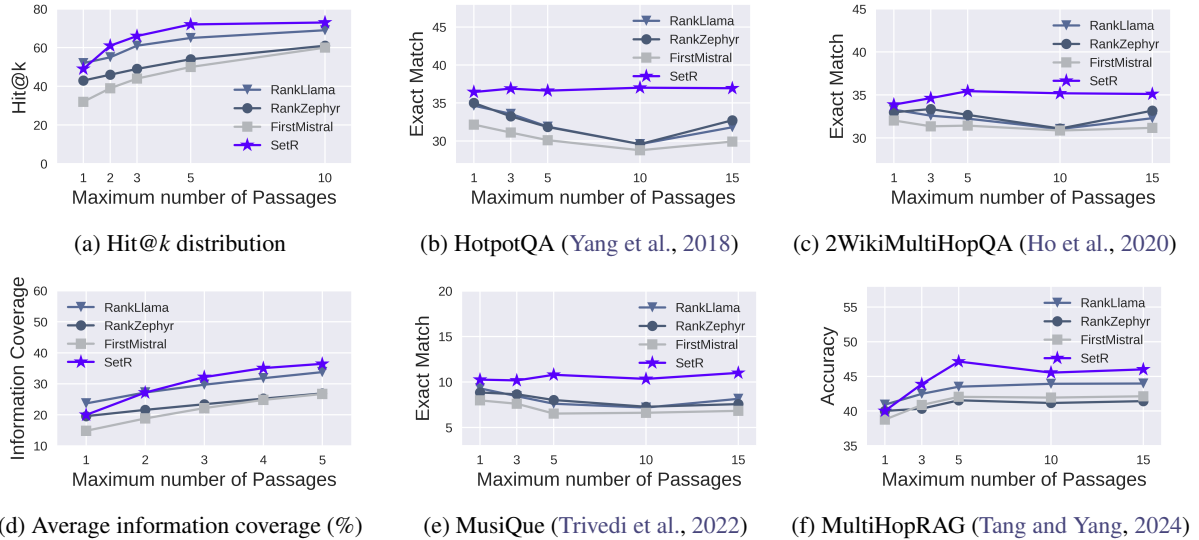 80
60
40
20
0
Hit@k
1 2 3 5 10
Maximum number of Passages
RankLlama
RankZephyr
FirstMistral
SetR
(a) Hit@k distribution
45
40
35
30
Exact Match
1 3 5 10 15
Maximum number of Passages
RankLlama
RankZephyr
FirstMistral
SetR
(b) HotpotQA (Yang et al., 2018)
45
40
35
30
Exact Match
1 3 5 10 15
Maximum number of Passages
RankLlama
RankZephyr
FirstMistral
SetR
(c) 2WikiMultiHopQA (Ho et al., 2020)
60
50
40
30
20
10
Information Coverage
1 2 3 4 5
Maximum number of Passages
RankLlama
RankZephyr
FirstMistral
SetR
(d) Average information coverage (%)
20
15
10
5
Exact Match
1 3 5 10 15
Maximum number of Passages
RankLlama
RankZephyr
FirstMistral
SetR
(e) MusiQue (Trivedi et al., 2022)
55
50
45
40
35
Accuracy
1 3 5 10 15
Maximum number of Passages
RankLlama
RankZephyr
FirstMistral
SetR
(f) MultiHopRAG (Tang and Yang, 2024)